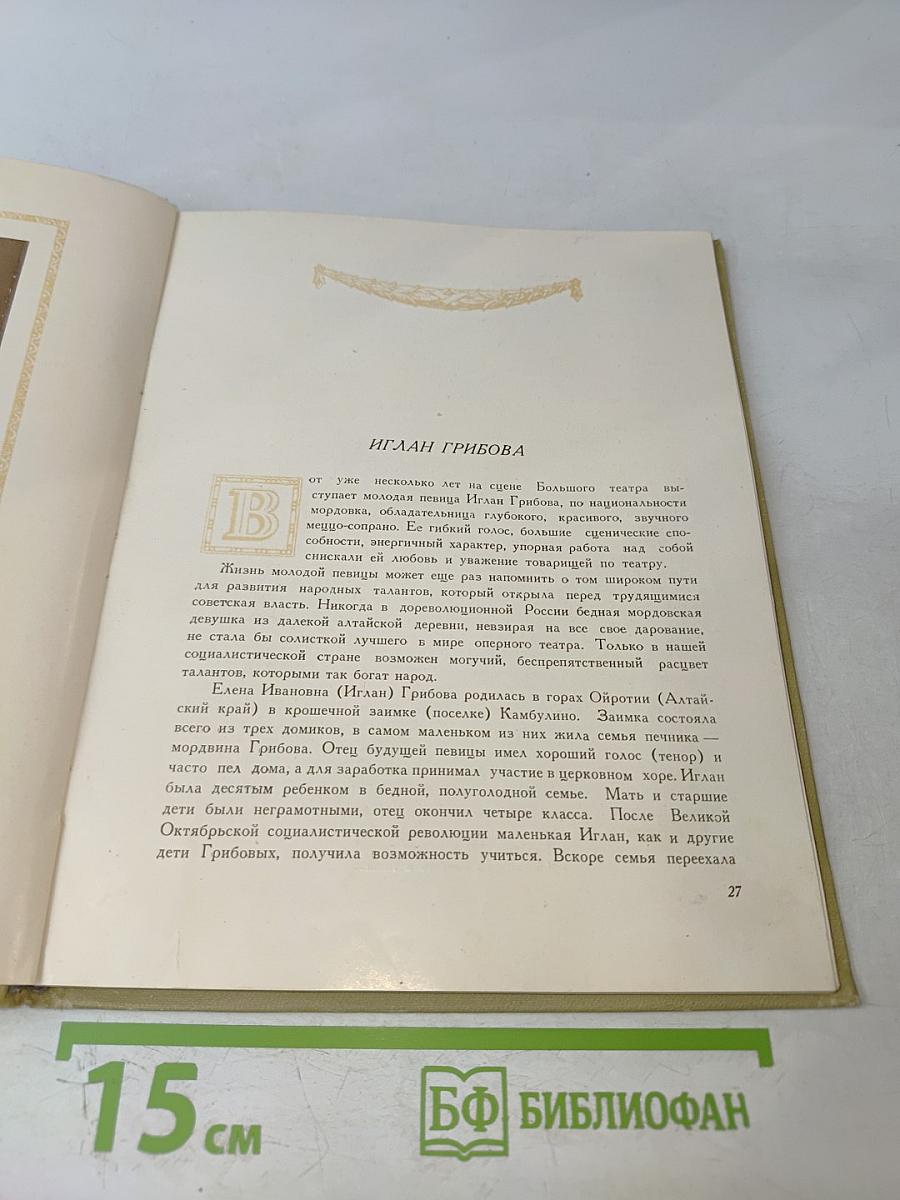 ИГЛАН ГРИБОВА
Вот уже несколько лет на сцене Большого театра вы-
ступает молодая певица Иглан Грибова, по национальности
мордовка, обладательница глубокого, красивого, звучного
меццо-сопрано. Ее гибкий голос, большие сценические спо-
собности, энергичный характер, упорная работа над собой
снискали ей любовь и уважение товарищей по театру.
Жизнь молодой певицы может еще раз напомнить о том широком пути
для развития народных талантов, который открыла перед трудящимися
советская власть. Никогда в дореволюционной России бедная мордовская
девушка из далекой алтайской деревни, невзирая на все свое дарование,
не стала бы солисткой лучшего в мире оперного театра. Только в нашей
социалистической стране возможен могучий, беспрепятственный расцвет
талантов, которыми так богат народ.
Елена Ивановна (Иглан) Грибова родилась в горах Ойротии (Алтай-
ский край) в крошечной заимке (поселке) Камбулино. Заимка состояла
всего из трех домиков, в самом маленьком из них жила семья печника —
мордвина Грибова. Отец будущей певицы имел хороший голос (тенор) и
часто пел дома, а для заработка принимал участие в церковном хоре. Иглан
была десятым ребенком в бедной, полуголодной семье. Мать и старшие
дети были неграмотными, отец окончил четыре класса. После Великой
Октябрьской социалистической революции маленькая Иглан, как и другие
дети Грибовых, получила возможность учиться. Вскоре семья переехала
27
15 см
БФ БИБЛИОФАН